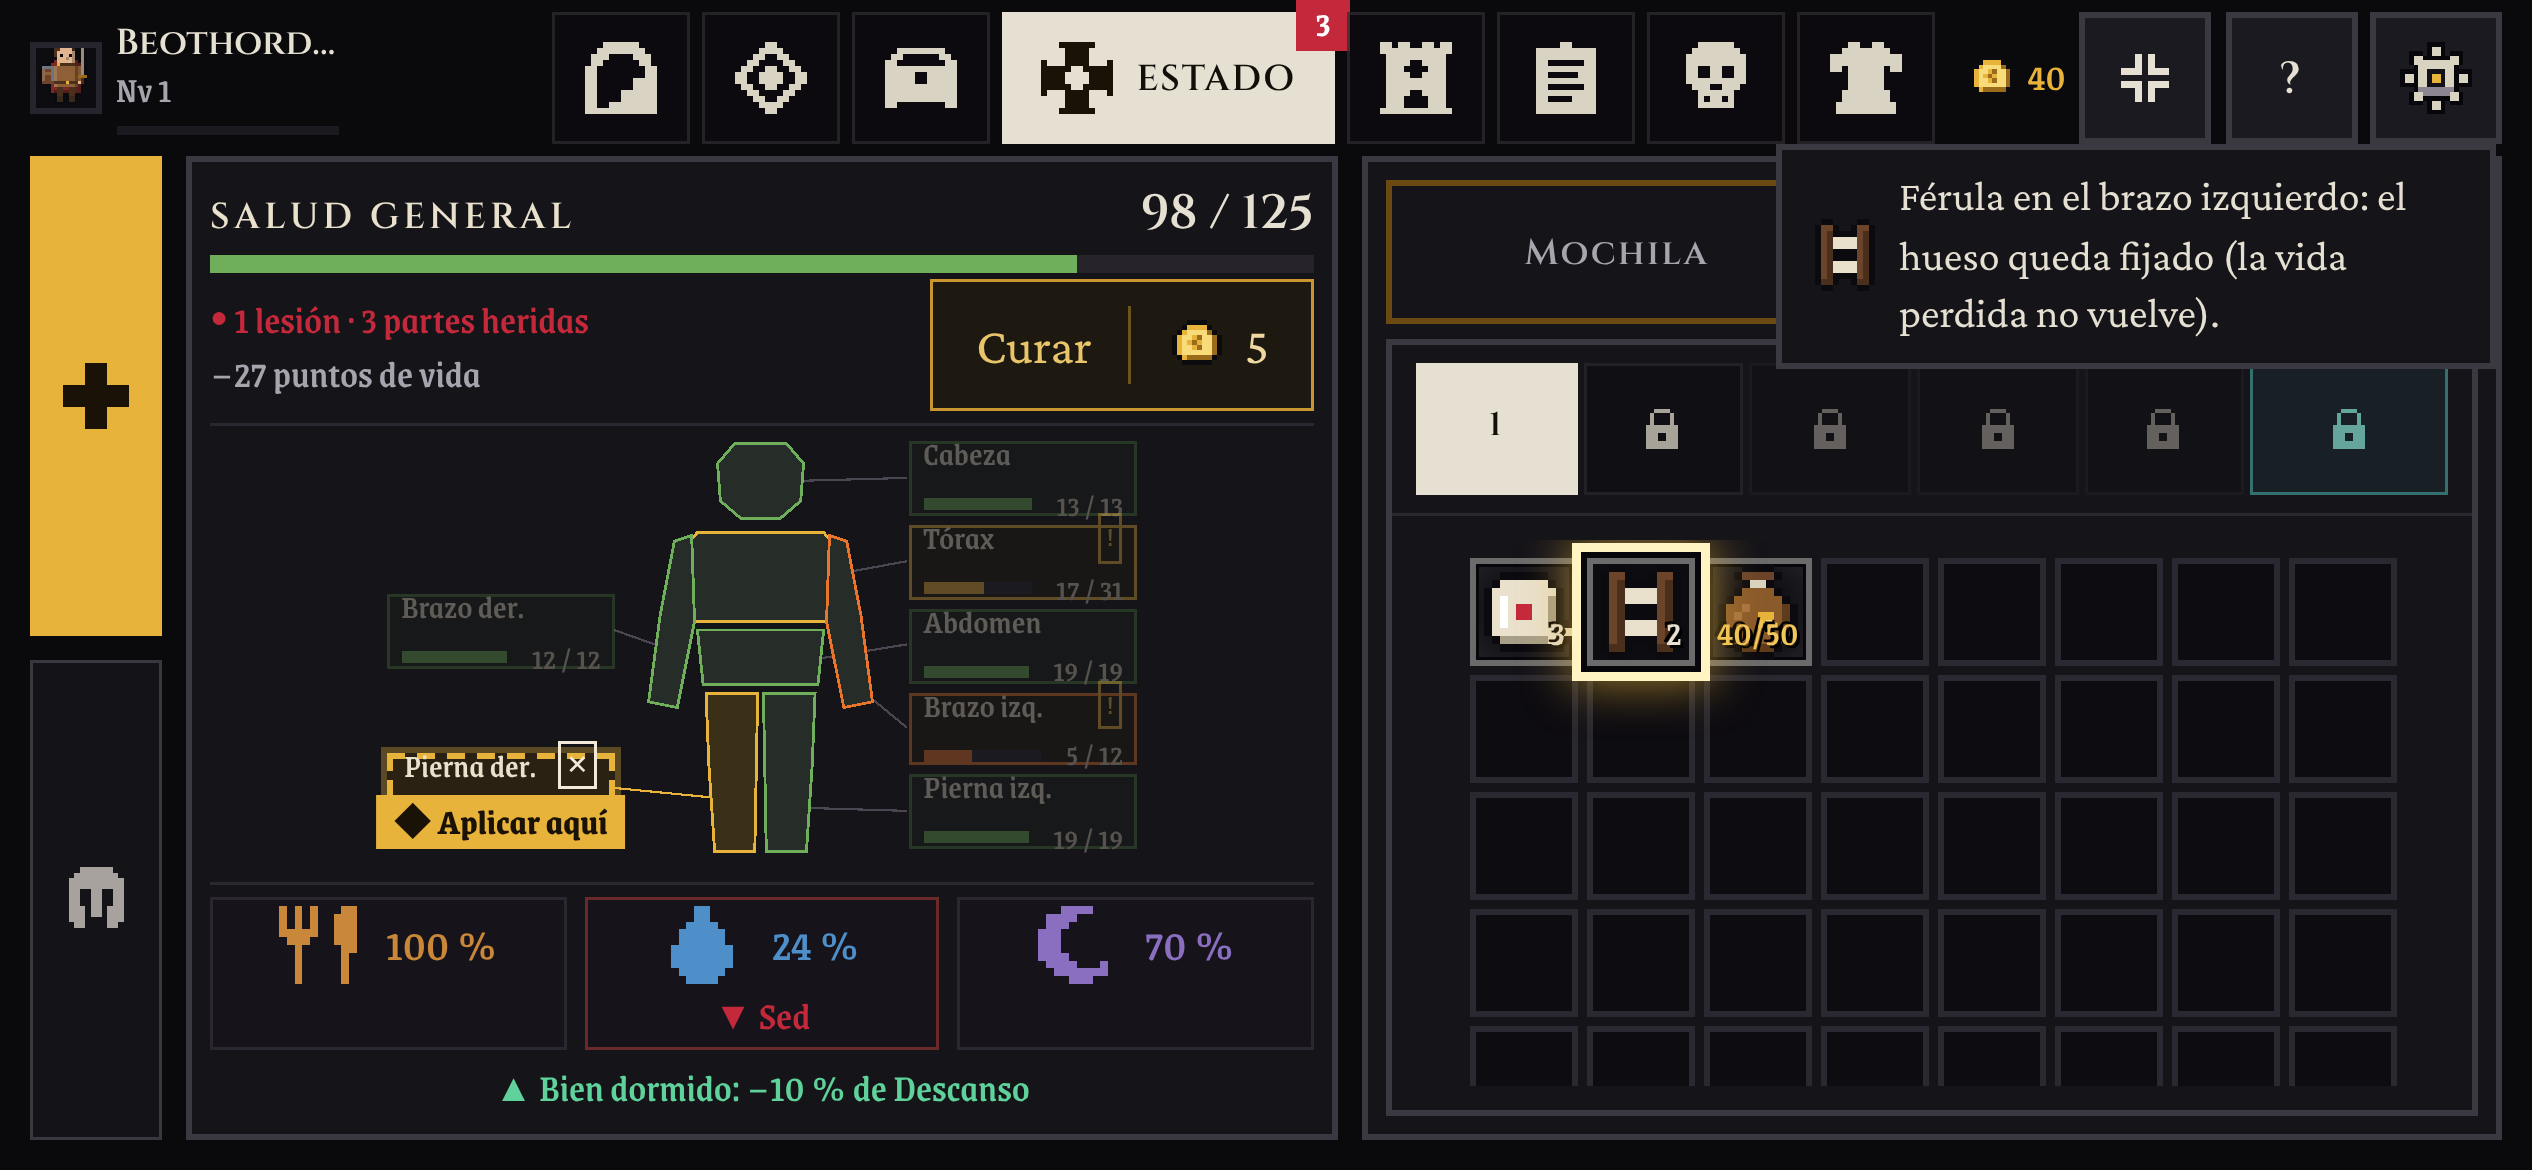 BEOTHORD...
Nv 1
ESTADO
3
40
?
SALUD GENERAL
98 / 125
1 lesión · 3 partes heridas
−27 puntos de vida
Curar
5
Cabeza
13 / 13
Tórax
!
17 / 31
Brazo der.
12 / 12
Abdomen
19 / 19
Brazo izq.
!
5 / 12
Pierna der.
×
Aplicar aquí
Pierna izq.
19 / 19
100 %
24 %
▼ Sed
70 %
▲ Bien dormido: −10 % de Descanso
MOCHILA
Férula en el brazo izquierdo: el
hueso queda fijado (la vida
perdida no vuelve).
1
3
2
40/50